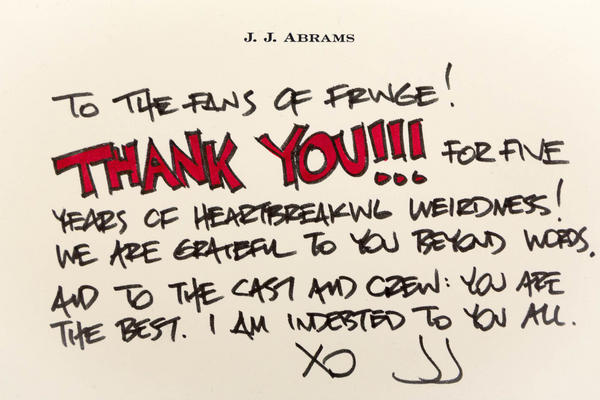 J. J. ABRAMS
TO THE FANS OF FRINGE!
THANK YOU!!! FOR FIVE
YEARS OF HEARTBREAKING WEIRDNESS!
WE ARE GRATEFUL TO YOU BEYOND WORDS.
AND TO THE CAST AND CREW: YOU ARE
THE BEST. I AM INDEBTED TO YOU ALL.
XO JJ